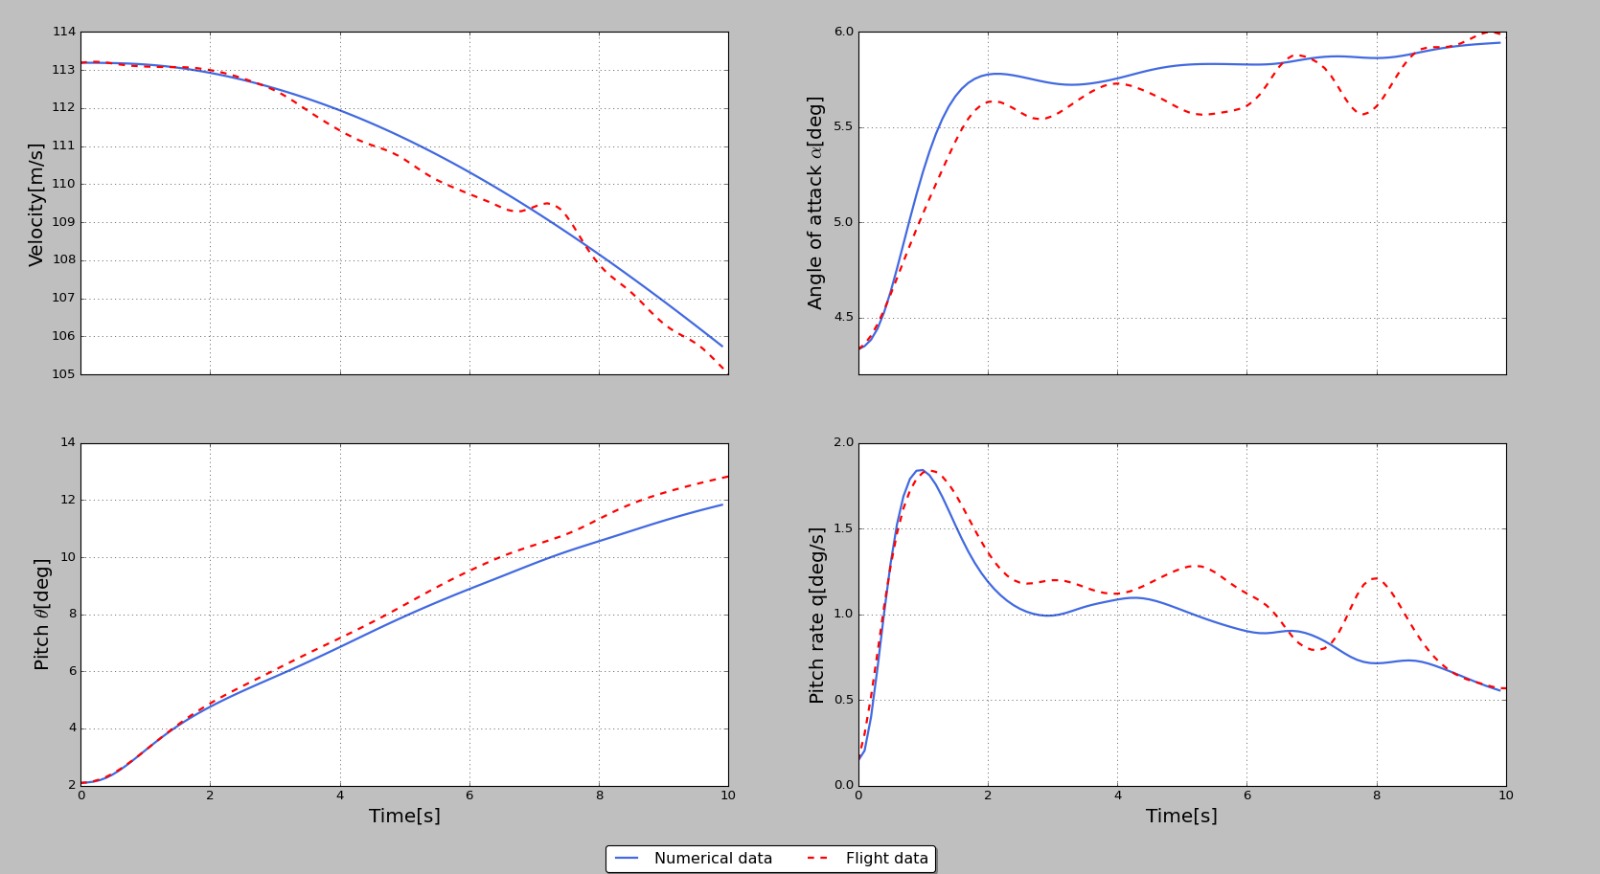 114
113
112
111
110
109
108
107
106
105
Velocity[m/s]
6.0
5.5
5.0
4.5
Angle of attack α[deg]
14
12
10
8
6
4
2
Pitch θ[deg]
0 2 4 6 8 10
Time[s]
2.0
1.5
1.0
0.5
0.0
Pitch rate q[deg/s]
0 2 4 6 8 10
Time[s]
Numerical data Flight data